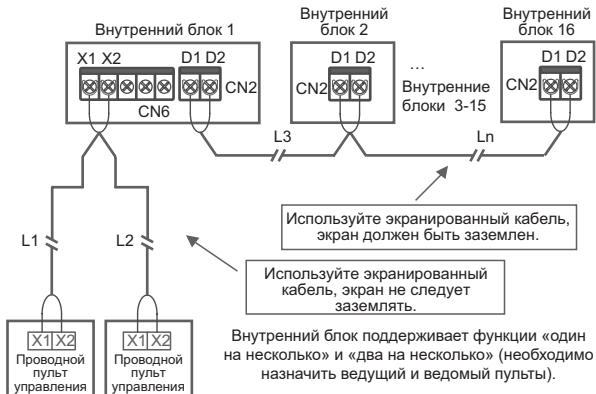 Внутренний блок 1
Внутренний
блок 2
Внутренний
блок 16
X1 X2
D1 D2
CN2
CN6
D1 D2
CN2
...
Внутренние
блоки 3-15
D1 D2
CN2
L3
Ln
Используйте экранированный кабель,
экран должен быть заземлен.
L1
L2
Используйте экранированный
кабель, экран не следует
заземлять.
X1 X2
Проводной
пульт
управления
X1 X2
Проводной
пульт
управления
Внутренний блок поддерживает функции «один
на несколько» и «два на несколько» (необходимо
назначить ведущий и ведомый пульты).